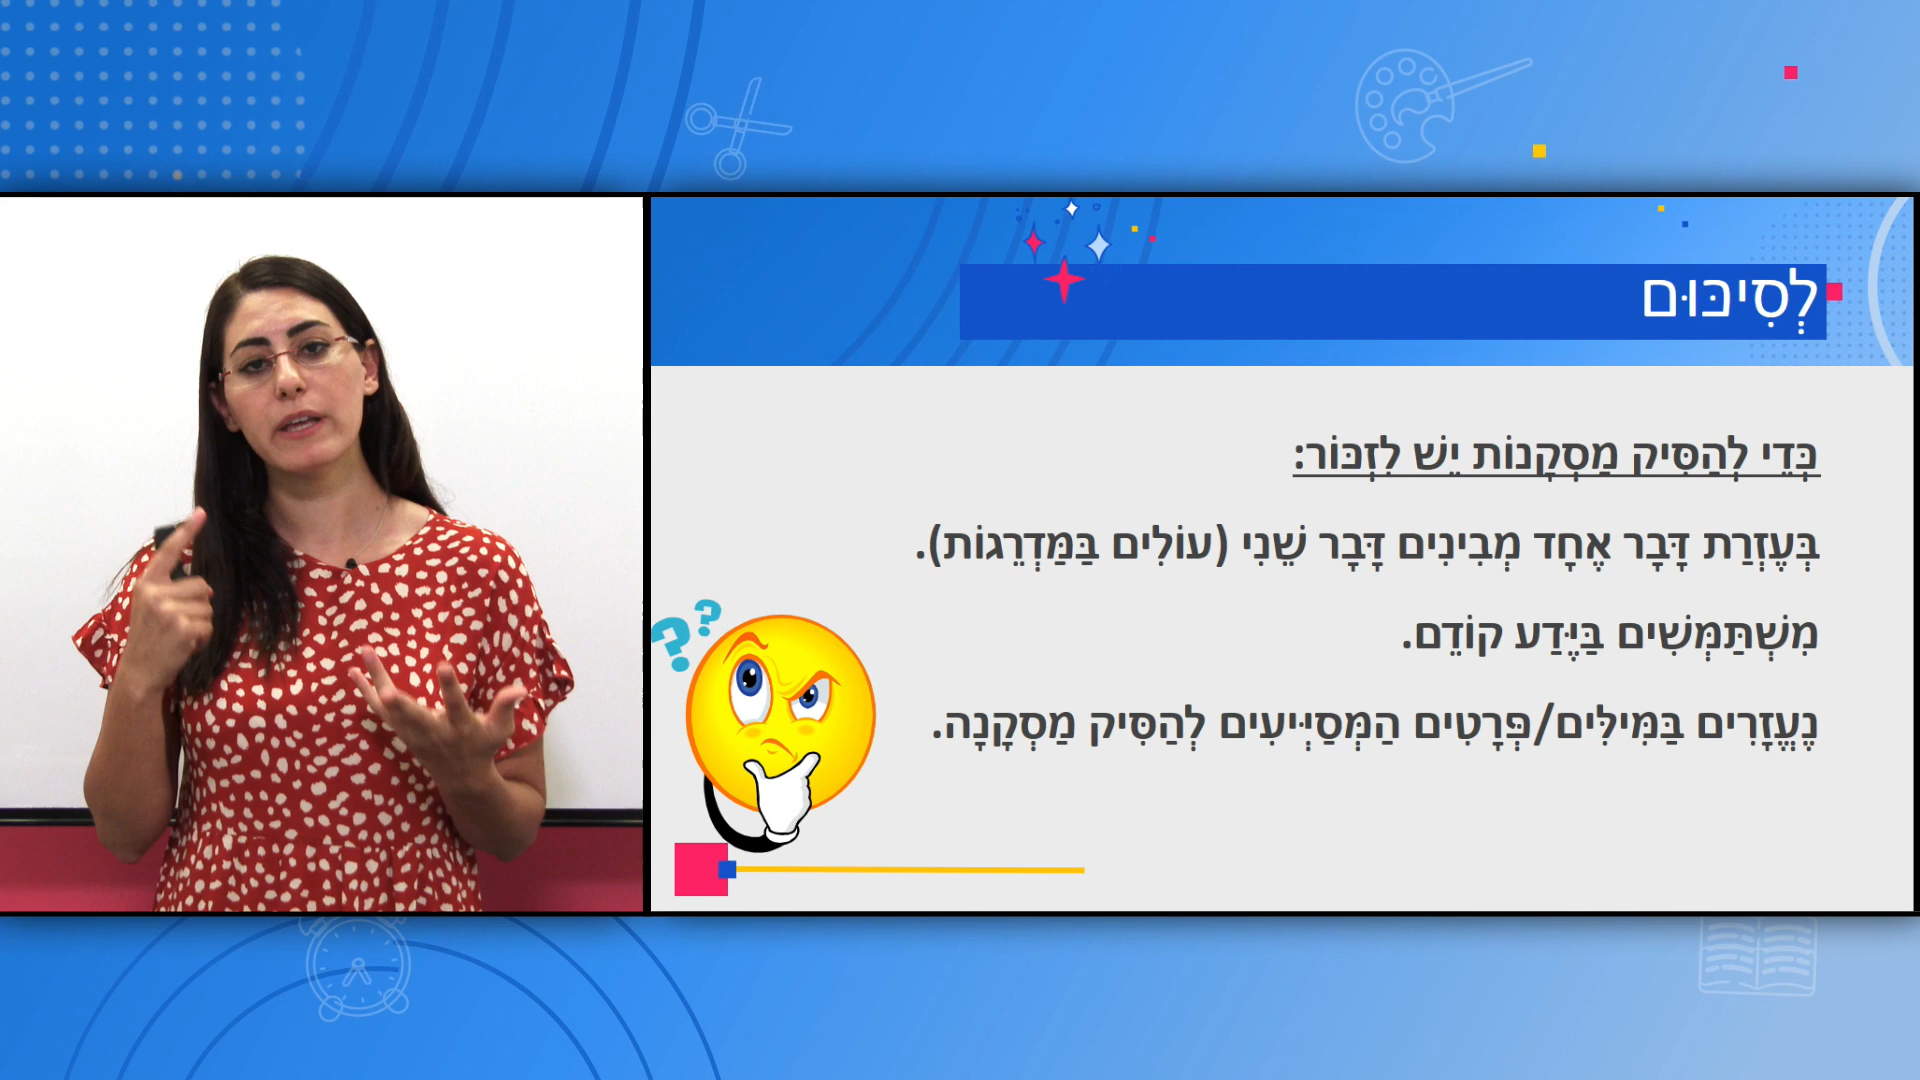 לְסִיכּוּם
כְּדֵי לְהַסִּיק מַסְקָנוֹת יֵשׁ לִזְכּוֹר:
בְּעֶזְרַת דָּבָר אֶחָד מְבִינִים דָּבָר שֵׁנִי (עוֹלִים בַּמַּדְרֵגוֹת).
מִשְׁתַּמְּשִׁים בַּיֶּדַע קוֹדֵם.
נֶעֱזָרִים בַּמִּילִּים/פְּרָטִים הַמְּסַיְּיעִים לְהַסִּיק מַסְקָנָה.
??